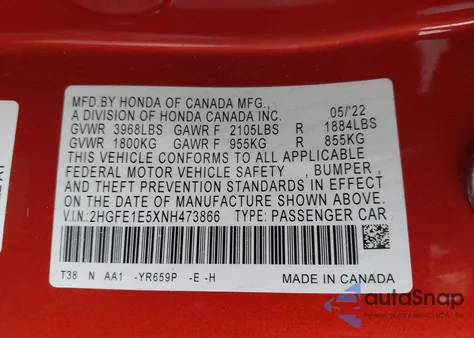 MFD.BY HONDA OF CANADA MFG.,
A DIVISION OF HONDA CANADA INC. 05/'22
GVWR 3968LBS GAWR F 2105LBS R 1884LBS
GVWR 1800KG GAWR F 955KG R 855KG
THIS VEHICLE CONFORMS TO ALL APPLICABLE
FEDERAL MOTOR VEHICLE SAFETY , BUMPER ,
AND THEFT PREVENTION STANDARDS IN EFFECT
ON THE DATE OF MANUFACTURE SHOWN ABOVE.
V.I.N:2HGFE1E5XNH473866 TYPE: PASSENGER CAR
T38 N AA1 -YR659P -E -H MADE IN CANADA
autoSnap